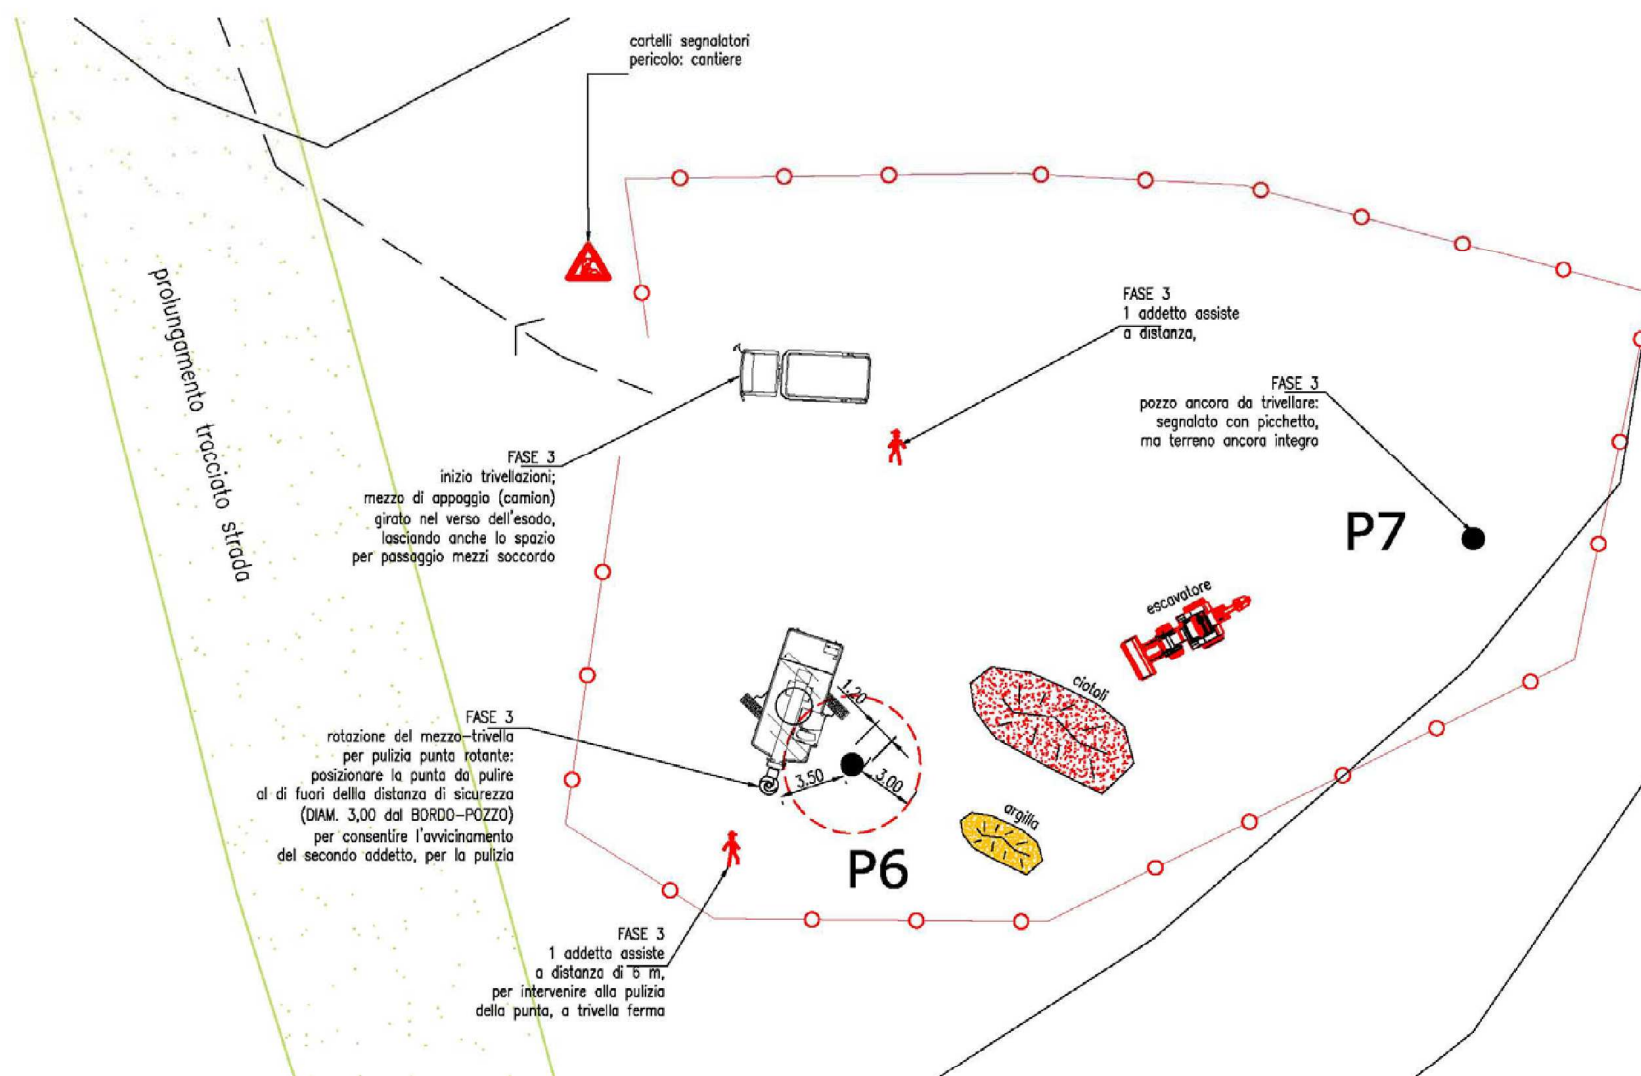 cartelli segnalatori
pericolo: cantiere
prolungamento tracciato strada
FASE 3
1 addetto assiste
a distanza,
FASE 3
pozzo ancora da trivellare:
segnalato con picchetto,
ma terreno ancora integro
P7
FASE 3
inizio trivellazioni;
mezzo di appoggio (camion)
girato nel verso dell'esodo,
lasciando anche lo spazio
per passaggio mezzi soccordo
escavatore
ciotoli
1.20
3.50
3.00
argilla
P6
FASE 3
rotazione del mezzo-trivella
per pulizia punta rotante:
posizionare la punta da pulire
al di fuori dellla distanza di sicurezza
(DIAM. 3,00 dal BORDO-POZZO)
per consentire l'avvicinamento
del secondo addetto, per la pulizia
FASE 3
1 addetto assiste
a distanza di 6 m,
per intervenire alla pulizia
della punta, a trivella ferma